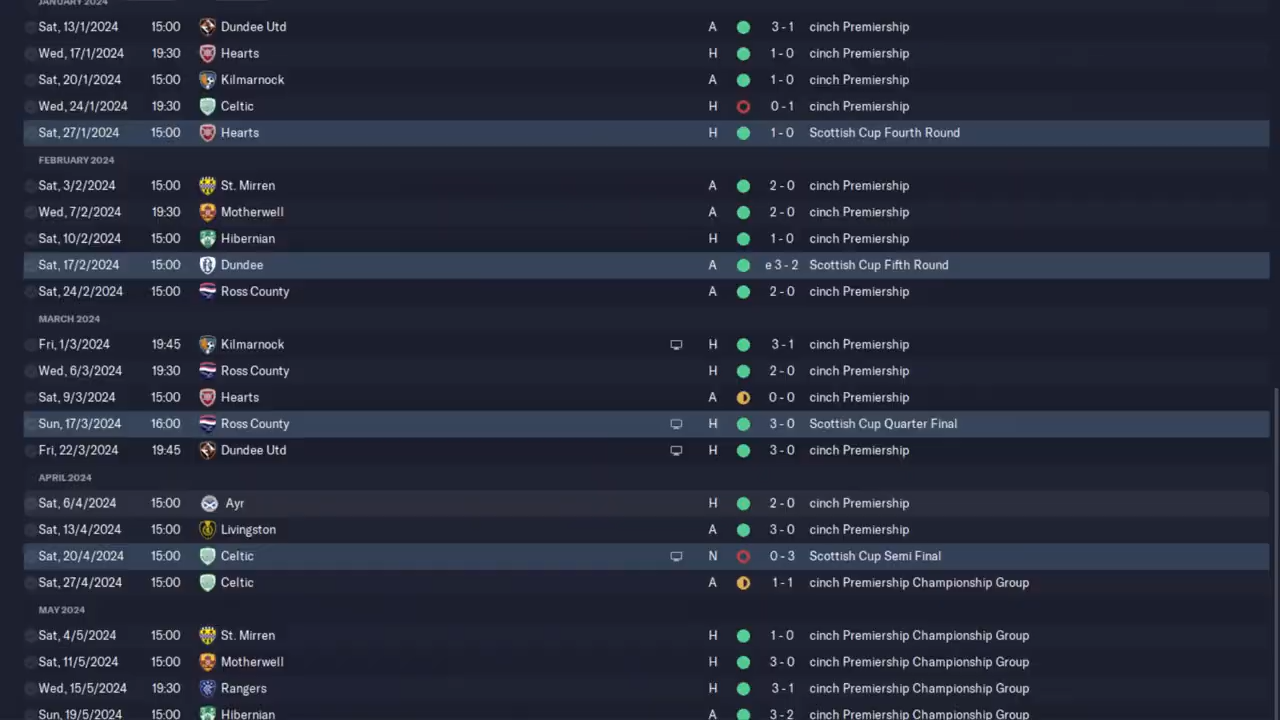 JANUARY 2024
Sat, 13/1/2024 15:00 Dundee Utd A 3 - 1 cinch Premiership
Wed, 17/1/2024 19:30 Hearts H 1 - 0 cinch Premiership
Sat, 20/1/2024 15:00 Kilmarnock A 1 - 0 cinch Premiership
Wed, 24/1/2024 19:30 Celtic H 0 - 1 cinch Premiership
Sat, 27/1/2024 15:00 Hearts H 1 - 0 Scottish Cup Fourth Round
FEBRUARY 2024
Sat, 3/2/2024 15:00 St. Mirren A 2 - 0 cinch Premiership
Wed, 7/2/2024 19:30 Motherwell A 2 - 0 cinch Premiership
Sat, 10/2/2024 15:00 Hibernian H 1 - 0 cinch Premiership
Sat, 17/2/2024 15:00 Dundee A e 3 - 2 Scottish Cup Fifth Round
Sat, 24/2/2024 15:00 Ross County A 2 - 0 cinch Premiership
MARCH 2024
Fri, 1/3/2024 19:45 Kilmarnock H 3 - 1 cinch Premiership
Wed, 6/3/2024 19:30 Ross County H 2 - 0 cinch Premiership
Sat, 9/3/2024 15:00 Hearts A 0 - 0 cinch Premiership
Sun, 17/3/2024 16:00 Ross County H 3 - 0 Scottish Cup Quarter Final
Fri, 22/3/2024 19:45 Dundee Utd H 3 - 0 cinch Premiership
APRIL 2024
Sat, 6/4/2024 15:00 Ayr H 2 - 0 cinch Premiership
Sat, 13/4/2024 15:00 Livingston A 3 - 0 cinch Premiership
Sat, 20/4/2024 15:00 Celtic N 0 - 3 Scottish Cup Semi Final
Sat, 27/4/2024 15:00 Celtic A 1 - 1 cinch Premiership Championship Group
MAY 2024
Sat, 4/5/2024 15:00 St. Mirren H 1 - 0 cinch Premiership Championship Group
Sat, 11/5/2024 15:00 Motherwell H 3 - 0 cinch Premiership Championship Group
Wed, 15/5/2024 19:30 Rangers H 3 - 1 cinch Premiership Championship Group
Sun, 19/5/2024 15:00 Hibernian A 3 - 2 cinch Premiership Championship Group